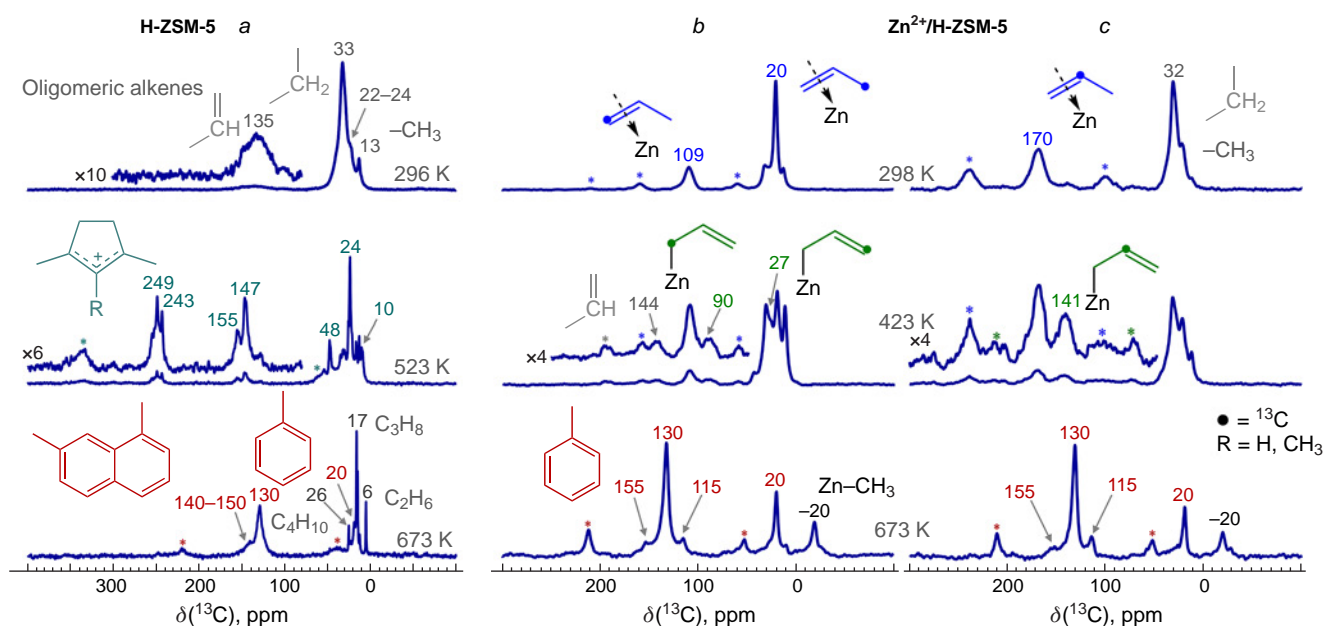 H-ZSM-5 a
b Zn2+/H-ZSM-5 c
Oligomeric alkenes
CH
CH2
135
33
22–24
–CH3
13
×10
296 K
Zn
109
20
Zn
*
*
*
Zn
170
*
*
32
CH2
–CH3
298 K
+
R
249
243
155
147
48
24
10
×6
*
*
523 K
CH
Zn
144
90
Zn
27
×4
*
*
*
Zn
141
423 K
×4
*
*
*
*
140–150
130
C4H10
26
20
17
C3H8
C2H6
6
*
*
673 K
155
130
115
20
Zn–CH3
–20
*
*
673 K
155
130
115
20
–20
*
*
● = 13C
R = H, CH3
300 200 100 0
200 100 0
200 100 0
δ(13C), ppm
δ(13C), ppm
δ(13C), ppm